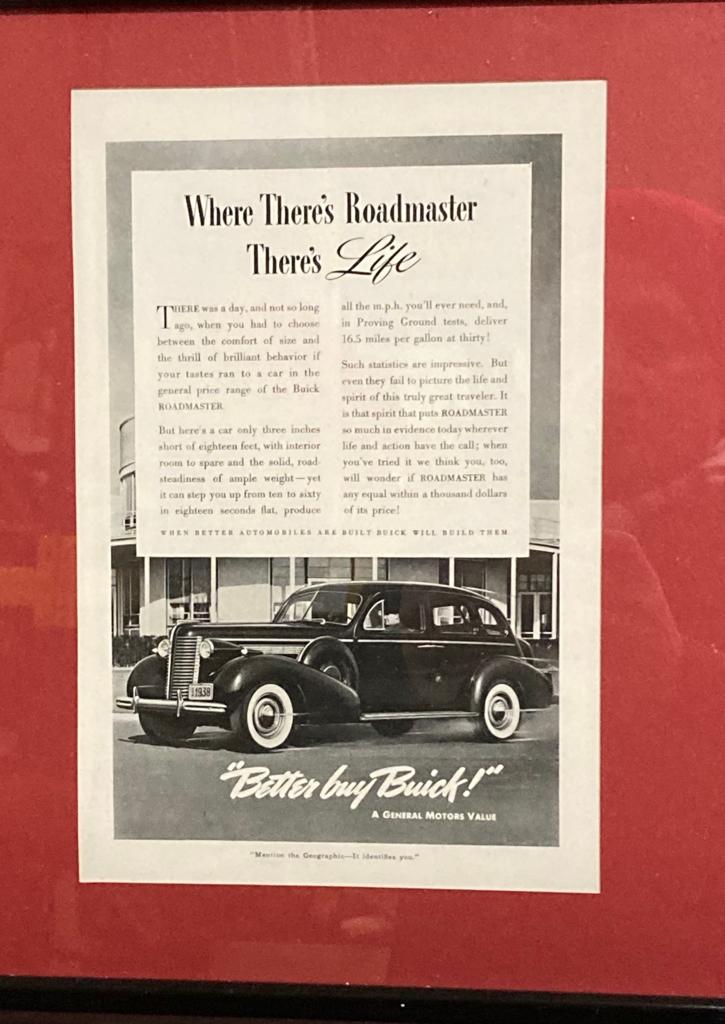 Where There's Roadmaster
There's Life
THERE was a day, and not so long
ago, when you had to choose
between the comfort of size and
the thrill of brilliant behavior if
your tastes ran to a car in the
general price range of the Buick
ROADMASTER.
But here's a car only three inches
short of eighteen feet, with interior
room to spare and the solid, road-
steadiness of ample weight—yet
it can step you up from ten to sixty
in eighteen seconds flat, produce
all the m.p.h. you'll ever need, and,
in Proving Ground tests, deliver
16.5 miles per gallon at thirty!
Such statistics are impressive. But
even they fail to picture the life and
spirit of this truly great traveler. It
is that spirit that puts ROADMASTER
so much in evidence today wherever
life and action have the call; when
you've tried it we think you, too,
will wonder if ROADMASTER has
any equal within a thousand dollars
of its price!
WHEN BETTER AUTOMOBILES ARE BUILT BUICK WILL BUILD THEM
1938
"Better buy Buick!"
A GENERAL MOTORS VALUE
"Mention the Geographic—It identifies you."